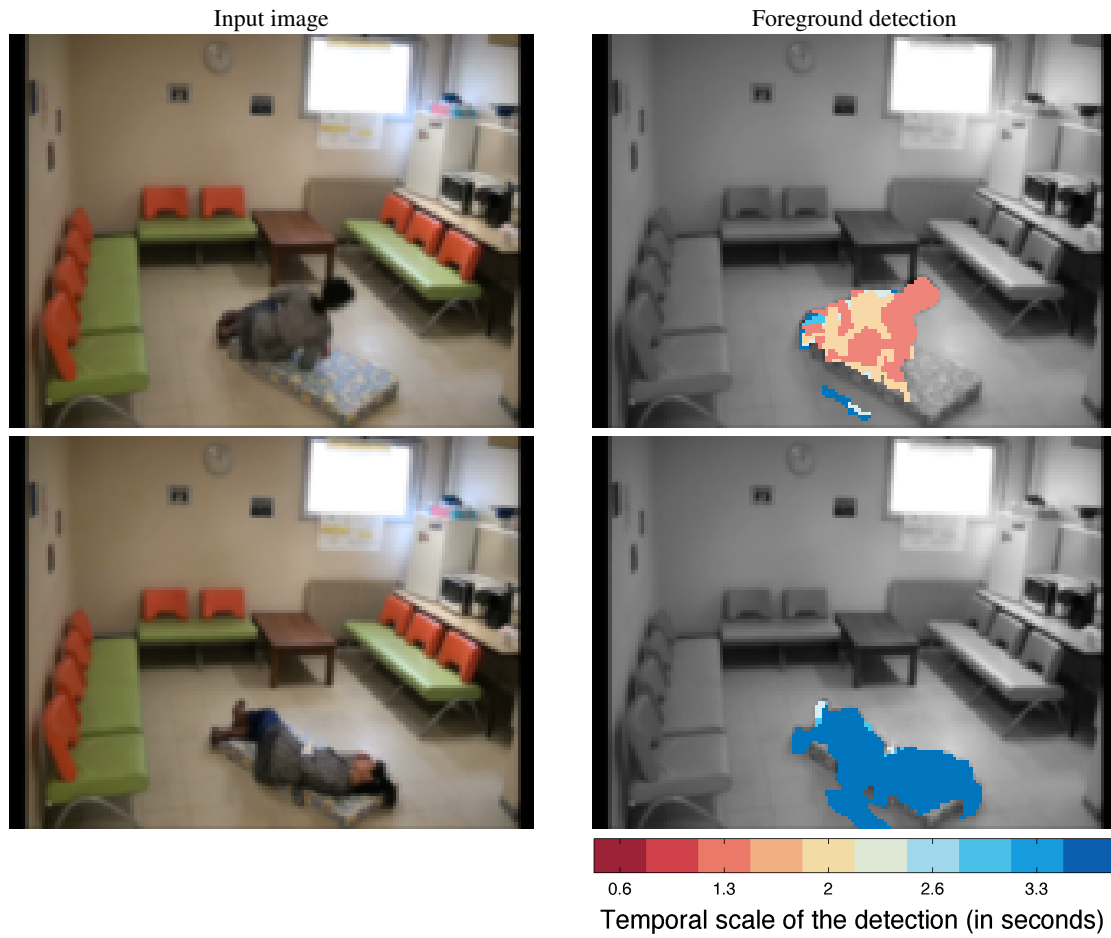 Input image
Foreground detection
0.6 1.3 2 2.6 3.3
Temporal scale of the detection (in seconds)